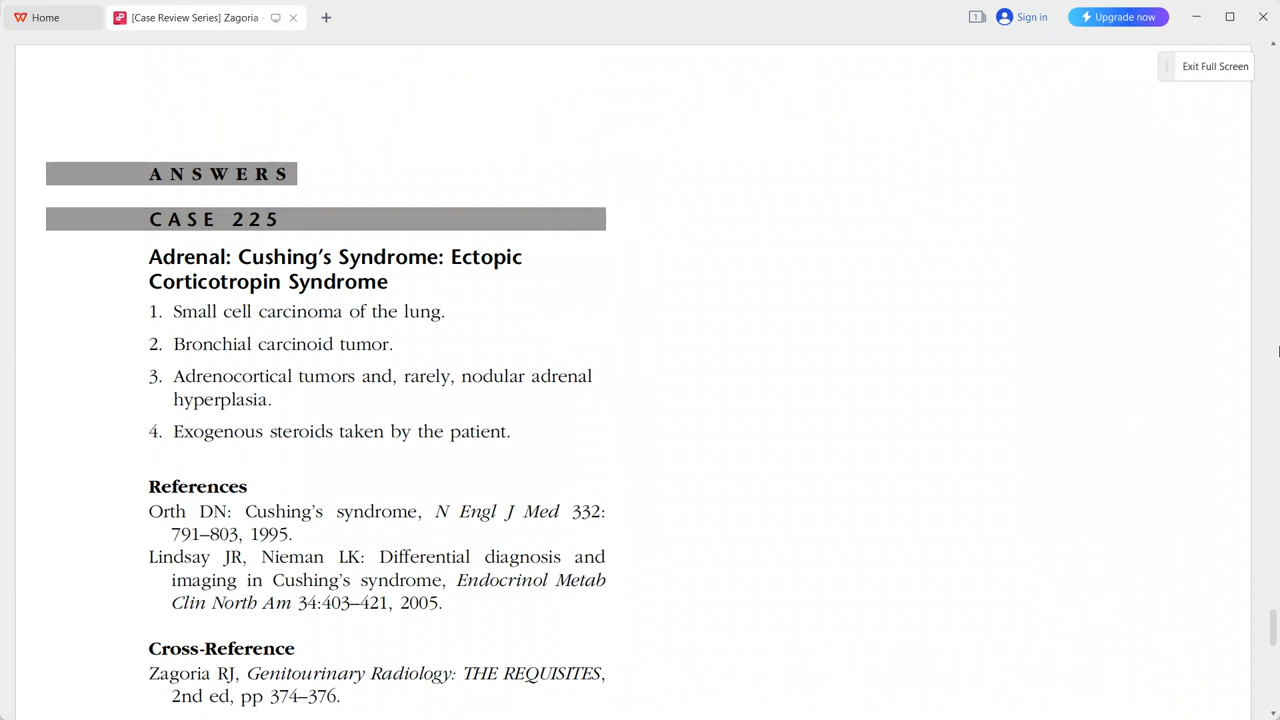 Home
[Case Review Series] Zagoria
1
Sign in
Upgrade now
Exit Full Screen
ANSWERS
CASE 225
Adrenal: Cushing's Syndrome: Ectopic
Corticotropin Syndrome
1. Small cell carcinoma of the lung.
2. Bronchial carcinoid tumor.
3. Adrenocortical tumors and, rarely, nodular adrenal
hyperplasia.
4. Exogenous steroids taken by the patient.
References
Orth DN: Cushing's syndrome, N Engl J Med 332:
791–803, 1995.
Lindsay JR, Nieman LK: Differential diagnosis and
imaging in Cushing's syndrome, Endocrinol Metab
Clin North Am 34:403–421, 2005.
Cross-Reference
Zagoria RJ, Genitourinary Radiology: THE REQUISITES,
2nd ed, pp 374–376.